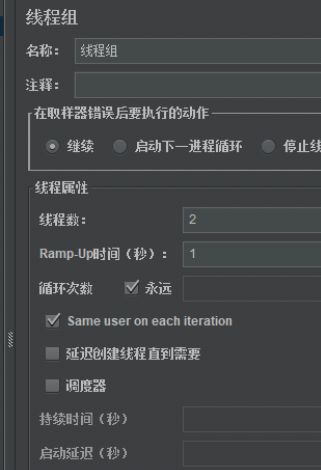 线程组
名称： 线程组
注释：
在取样器错误后要执行的动作
继续 启动下一进程循环 停止线
线程属性
线程数： 2
Ramp-Up时间（秒）： 1
循环次数 永远
Same user on each iteration
延迟创建线程直到需要
调度器
持续时间（秒）
启动延迟（秒）